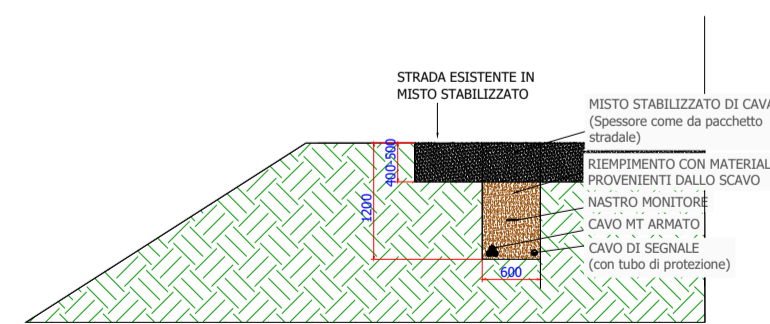 STRADA ESISTENTE IN
MISTO STABILIZZATO
MISTO STABILIZZATO DI CAVA
(Spessore come da pacchetto
stradale)
RIEMPIMENTO CON MATERIAL
PROVENIENTI DALLO SCAVO
NASTRO MONITORE
CAVO MT ARMATO
CAVO DI SEGNALE
(con tubo di protezione)
400-500
1200
600